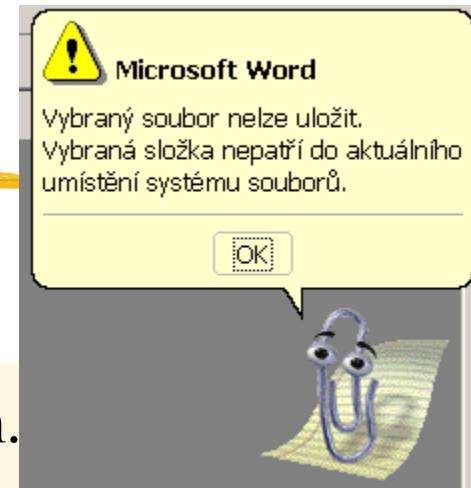 Microsoft Word
Vybraný soubor nelze uložit.
Vybraná složka nepatří do aktuálního
umístění systému souborů.
OK